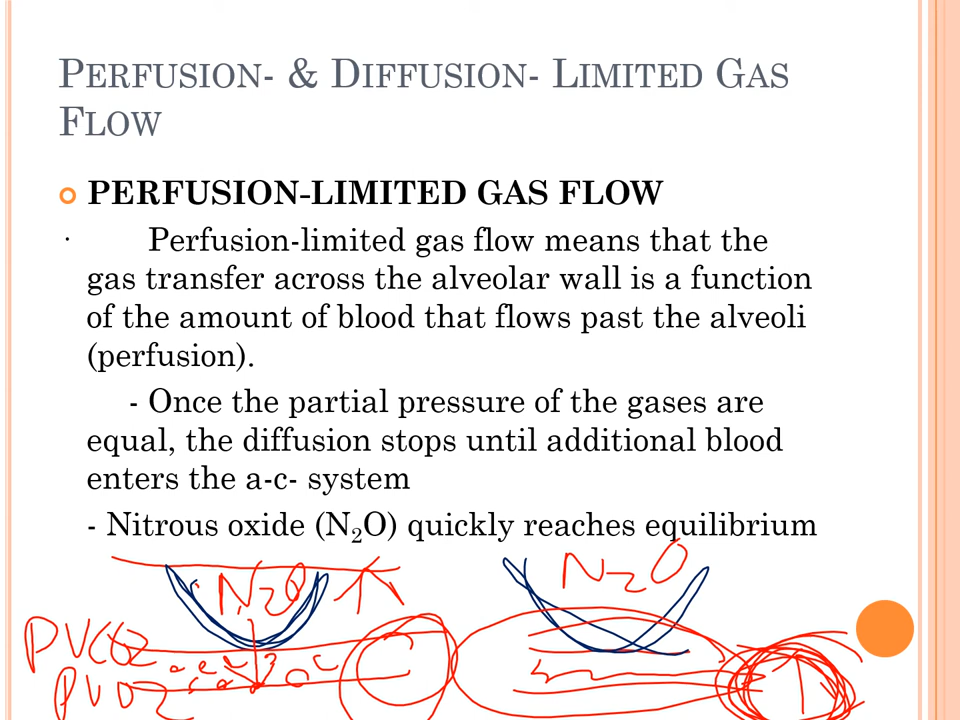 PERFUSION- & DIFFUSION- LIMITED GAS
FLOW
PERFUSION-LIMITED GAS FLOW
· Perfusion-limited gas flow means that the
gas transfer across the alveolar wall is a function
of the amount of blood that flows past the alveoli
(perfusion).
- Once the partial pressure of the gases are
equal, the diffusion stops until additional blood
enters the a-c- system
- Nitrous oxide (N₂O) quickly reaches equilibrium
N₂O N₂O
PVCO₂
PVO₂